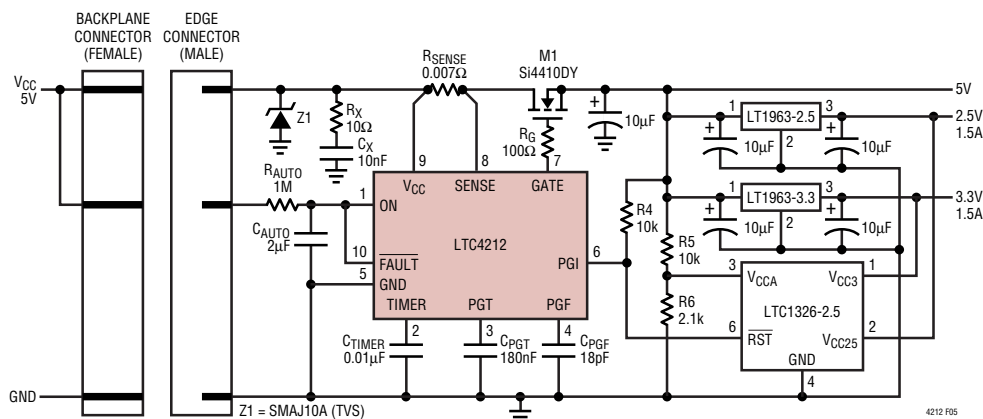 BACKPLANE
CONNECTOR
(FEMALE)
EDGE
CONNECTOR
(MALE)
VCC
5V
GND
Z1
RX
10Ω
CX
10nF
RSENSE
0.007Ω
M1
Si4410DY
RG
100Ω
10µF
5V
RAUTO
1M
CAUTO
2µF
9
8
7
VCC
SENSE
GATE
1
ON
LTC4212
10
FAULT
5
GND
PGI
6
TIMER
PGT
PGF
2
3
4
CTIMER
0.01µF
CPGT
180nF
CPGF
18pF
R4
10k
R5
10k
R6
2.1k
1
LT1963-2.5
3
2
10µF
10µF
2.5V
1.5A
1
LT1963-3.3
3
2
10µF
10µF
3.3V
1.5A
3
VCCA
VCC3
1
LTC1326-2.5
6
RST
VCC25
2
GND
4
Z1 = SMAJ10A (TVS)
4212 F05